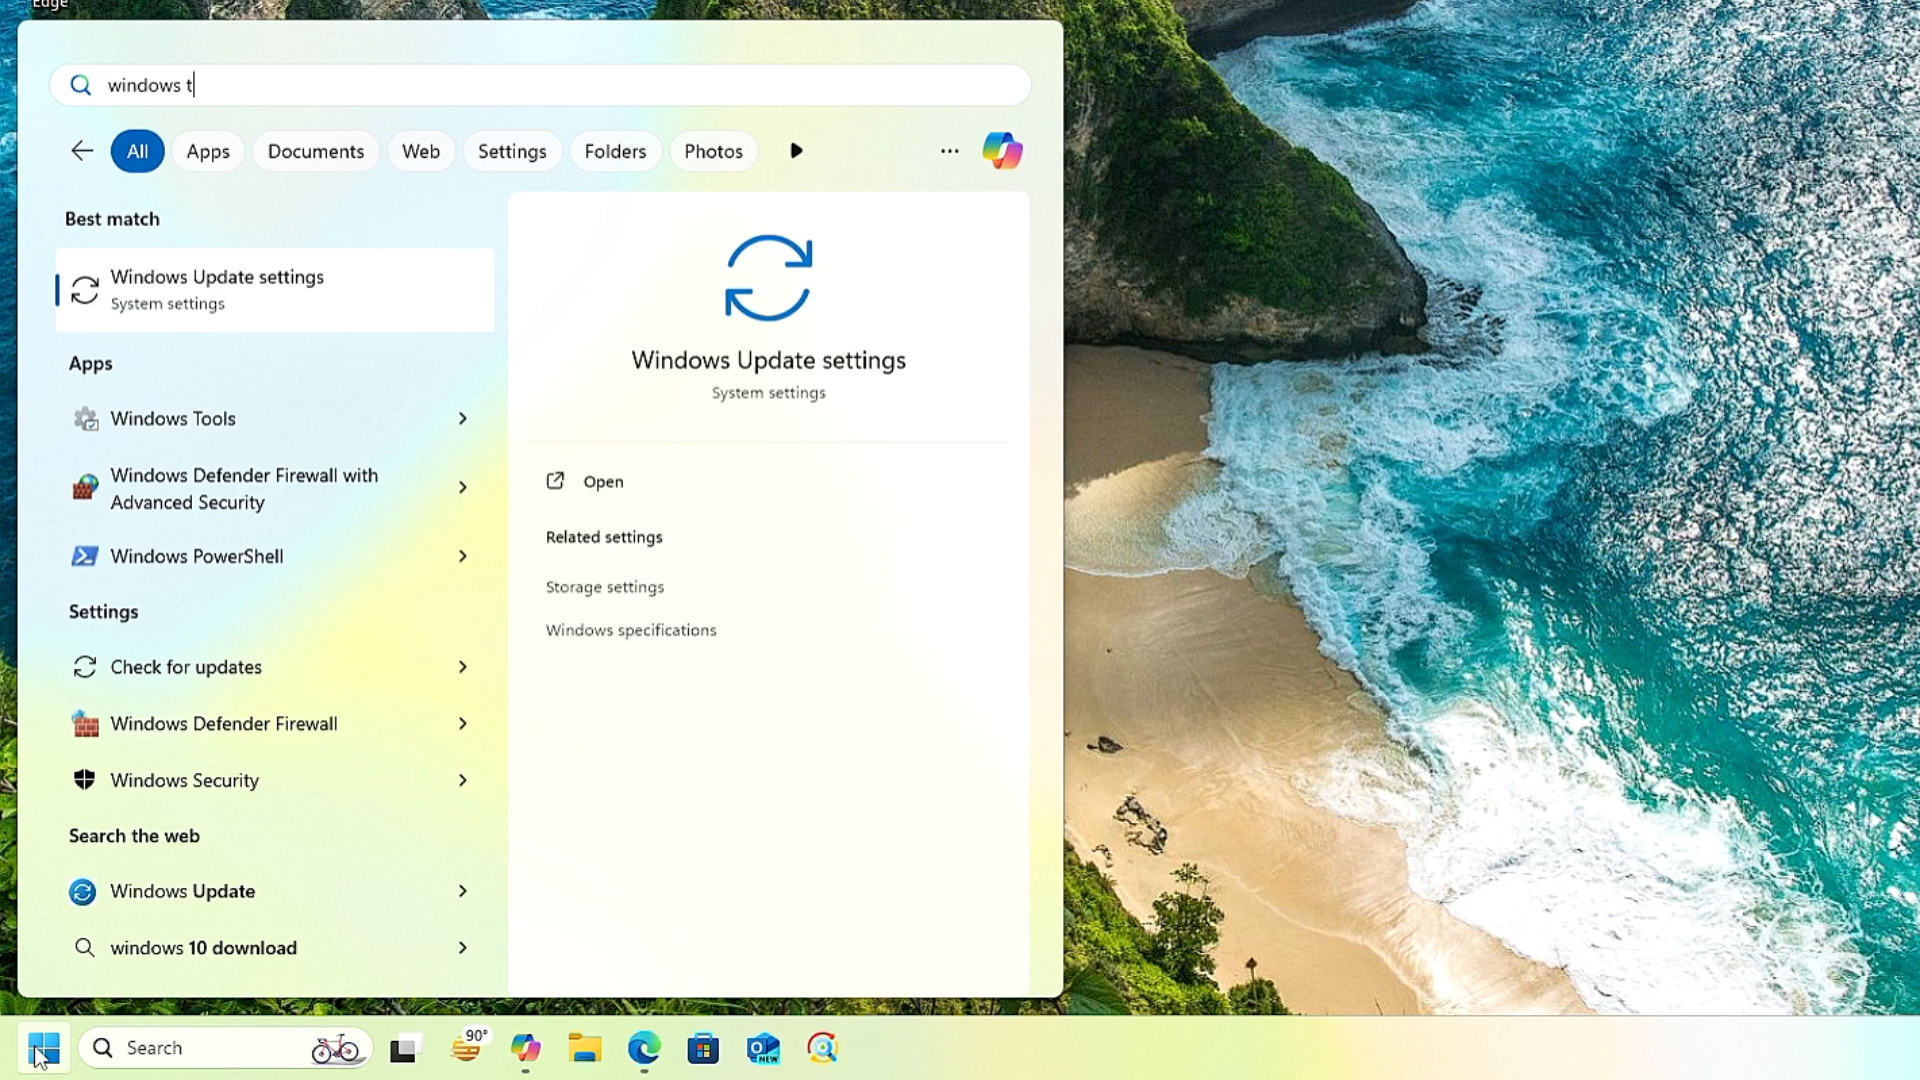 Edge
windows t
All
Apps
Documents
Web
Settings
Folders
Photos
Best match
Windows Update settings
System settings
Apps
Windows Tools
Windows Defender Firewall with
Advanced Security
Windows PowerShell
Settings
Check for updates
Windows Defender Firewall
Windows Security
Search the web
Windows Update
windows 10 download
Windows Update settings
System settings
Open
Related settings
Storage settings
Windows specifications
Search
90°
O
NEW